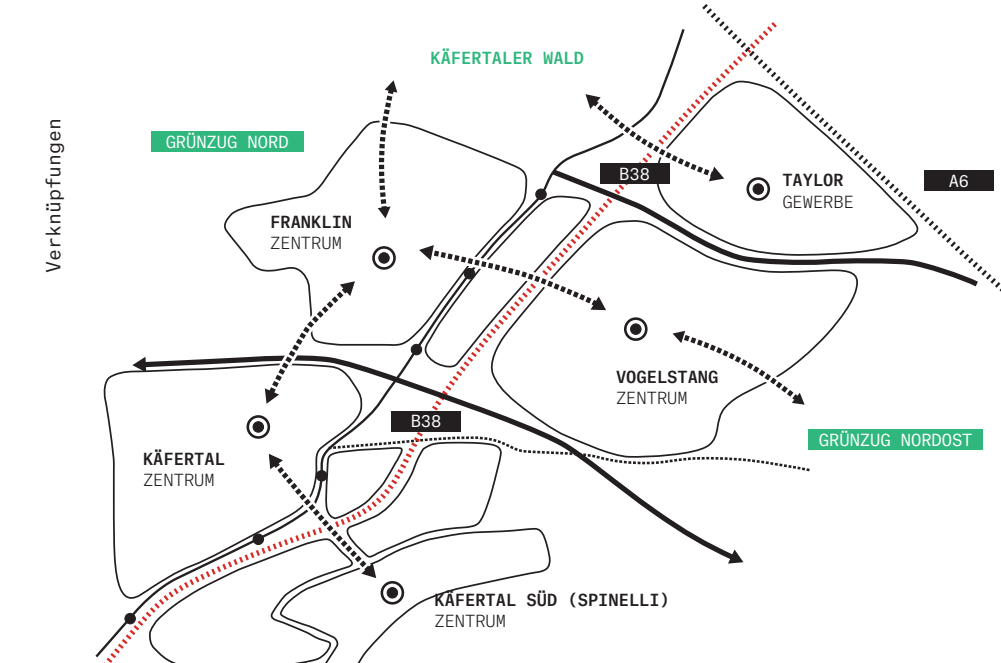 KÄFERTALER WALD
GRÜNZUG NORD
Verknüpfungen
B38
TAYLOR
GEWERBE
A6
FRANKLIN
ZENTRUM
VOGELSTANG
ZENTRUM
B38
GRÜNZUG NORDOST
KÄFERTAL
ZENTRUM
KÄFERTAL SÜD (SPINELLI)
ZENTRUM